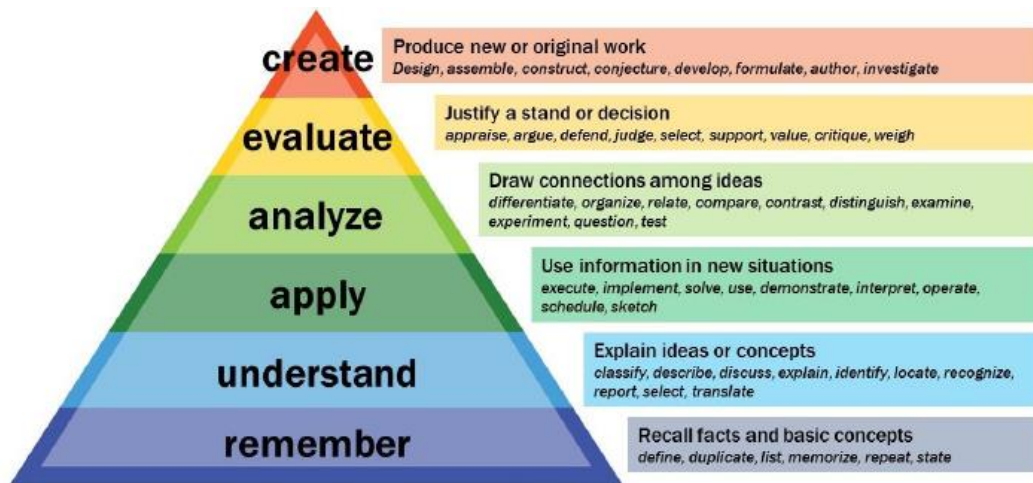 create
Produce new or original work
Design, assemble, construct, conjecture, develop, formulate, author, investigate
evaluate
Justify a stand or decision
appraise, argue, defend, judge, select, support, value, critique, weigh
analyze
Draw connections among ideas
differentiate, organize, relate, compare, contrast, distinguish, examine,
experiment, question, test
apply
Use information in new situations
execute, implement, solve, use, demonstrate, interpret, operate,
schedule, sketch
understand
Explain ideas or concepts
classify, describe, discuss, explain, identify, locate, recognize,
report, select, translate
remember
Recall facts and basic concepts
define, duplicate, list, memorize, repeat, state